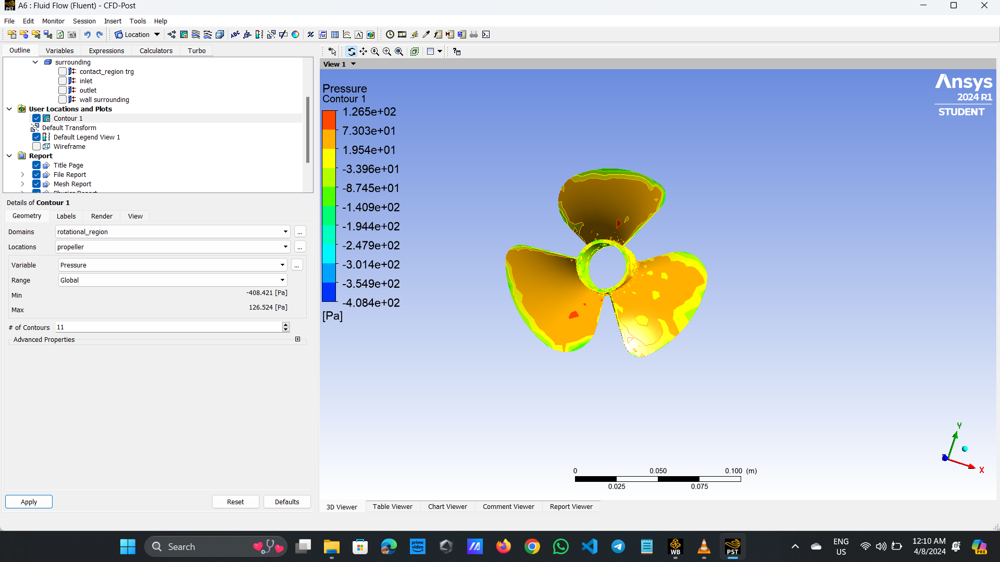 A6 : Fluid Flow (Fluent) - CFD-Post
File Edit Monitor Session Insert Tools Help
Location
Outline Variables Expressions Calculators Turbo
surrounding
contact_region trg
inlet
outlet
wall surrounding
User Locations and Plots
Contour 1
Default Transform
Default Legend View 1
Wireframe
Report
Title Page
File Report
Mesh Report
Physics Report
Details of Contour 1
Geometry Labels Render View
Domains rotational_region ...
Locations propeller ...
Variable Pressure ...
Range Global
Min -408.421 [Pa]
Max 126.524 [Pa]
# of Contours 11
Advanced Properties
Apply Reset Defaults
View 1
Pressure
Contour 1
1.265e+02
7.303e+01
1.954e+01
-3.396e+01
-8.745e+01
-1.409e+02
-1.944e+02
-2.479e+02
-3.014e+02
-3.549e+02
-4.084e+02
[Pa]
Ansys
2024 R1
STUDENT
Y
X
0 0.050 0.100 (m)
0.025 0.075
3D Viewer Table Viewer Chart Viewer Comment Viewer Report Viewer
Search
prime video
WB
PST
ENG
US
12:10 AM
4/8/2024
PRE